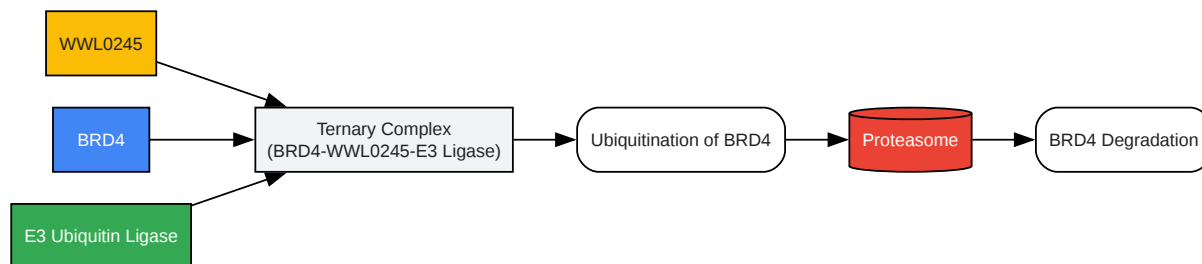 WWL0245
BRD4
E3 Ubiquitin Ligase
Ternary Complex
(BRD4-WWL0245-E3 Ligase)
Ubiquitination of BRD4
Proteasome
BRD4 Degradation